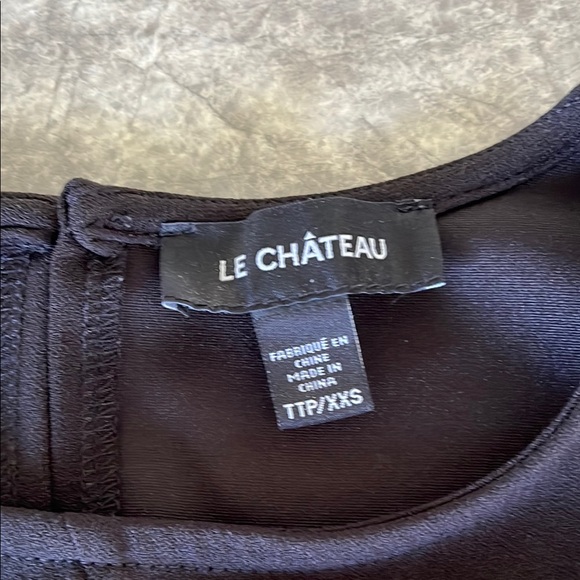 LE CHÂTEAU
FABRIQUÉ EN
CHINE
MADE IN
CHINA
TTP/XXS